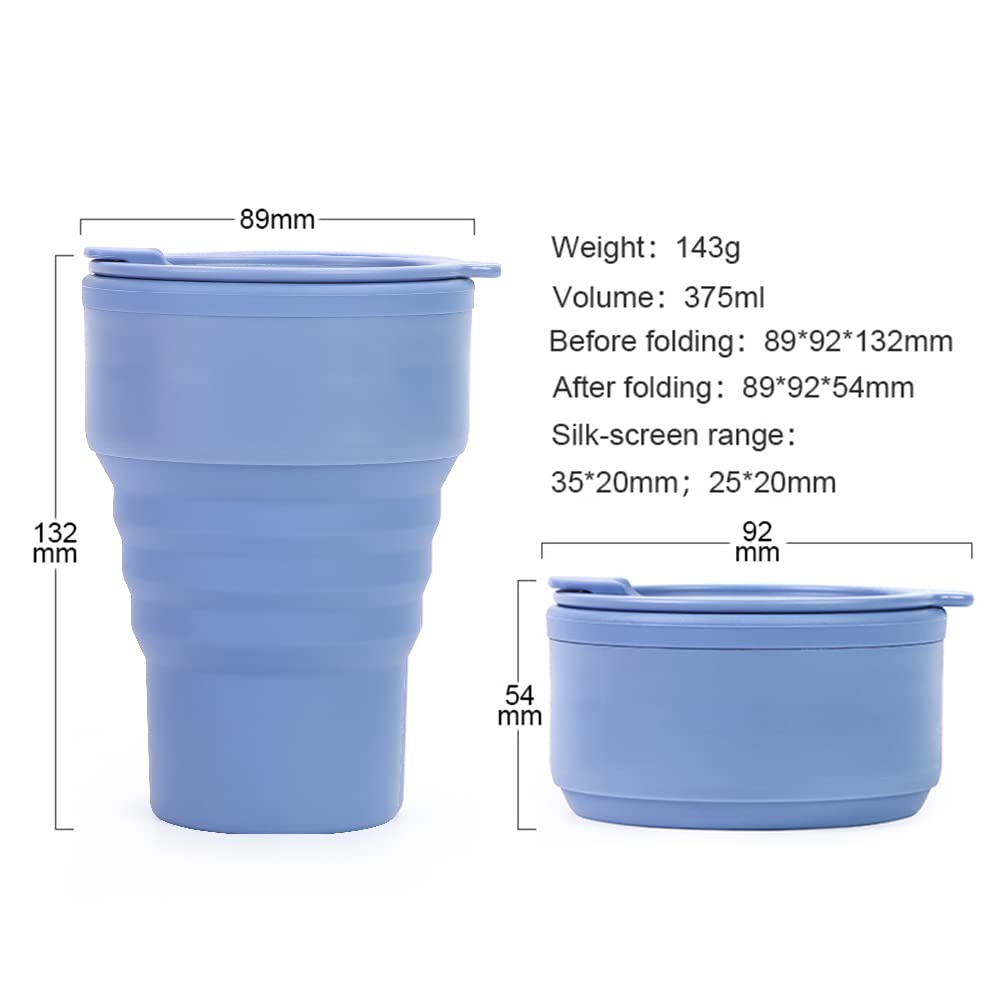 89mm
Weight：143g
Volume：375ml
Before folding：89*92*132mm
After folding：89*92*54mm
Silk-screen range：
35*20mm；25*20mm
132
mm
92
mm
54
mm